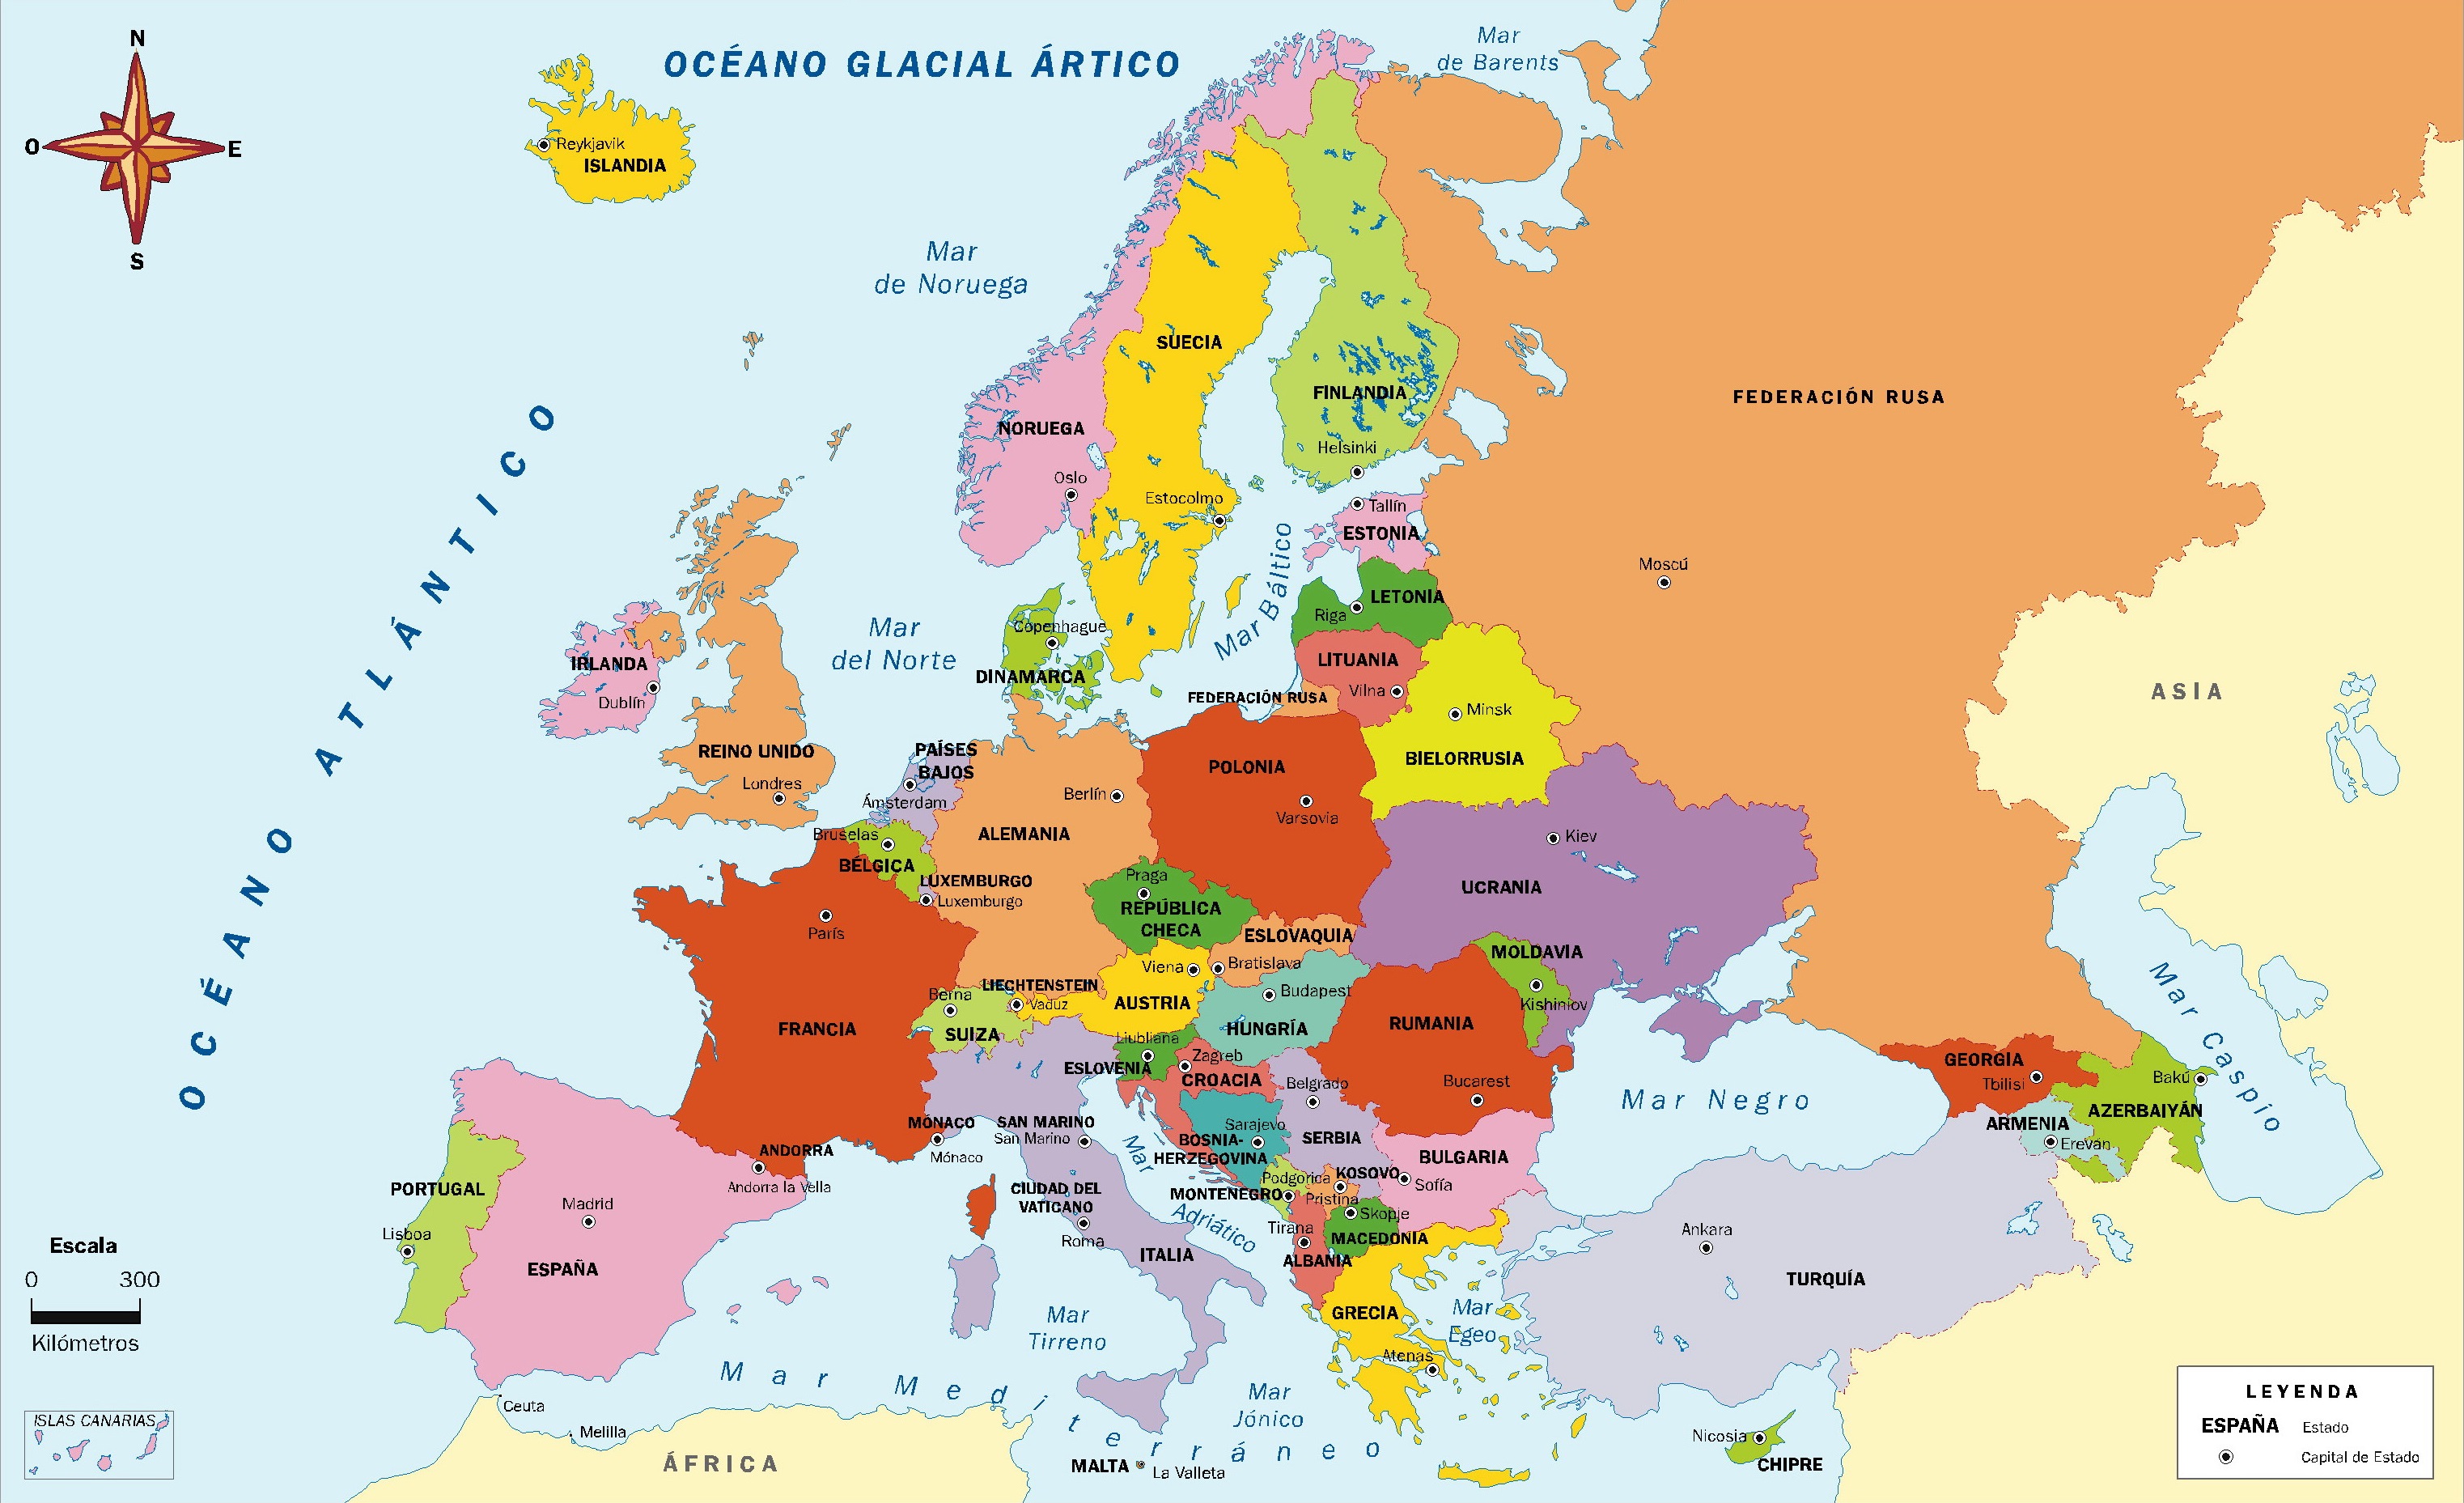 N
O
E
S
OCÉANO GLACIAL ÁRTICO
Mar
de Barents
Reykjavik
ISLANDIA
Mar
de Noruega
SUECIA
FINLANDIA
Helsinki
NORUEGA
Oslo
Estocolmo
FEDERACIÓN RUSA
Moscú
OCÉANO ATLÁNTICO
Tallín
ESTONIA
Mar Báltico
LETONIA
Riga
LITUANIA
Vilna
FEDERACIÓN RUSA
Minsk
BIELORRUSIA
Mar
del Norte
Copenhague
DINAMARCA
IRLANDA
Dublín
REINO UNIDO
Londres
PAÍSES
BAJOS
Ámsterdam
Berlín
ALEMANIA
POLONIA
Varsovia
ASIA
Bruselas
BÉLGICA
LUXEMBURGO
Luxemburgo
Kiev
UCRANIA
Praga
REPÚBLICA
CHECA
ESLOVAQUIA
Bratislava
París
FRANCIA
Viena
AUSTRIA
LIECHTENSTEIN
Vaduz
Berna
SUIZA
Budapest
HUNGRÍA
MOLDAVIA
Kishiniov
RUMANIA
Bucarest
Liubliana
ESLOVENIA
Zagreb
CROACIA
Belgrado
SERBIA
Sarajevo
BOSNIA-
HERZEGOVINA
Mar Caspio
GEORGIA
Tbilisi
Bakú
AZERBAIYÁN
ARMENIA
Erevan
Mar Negro
MÓNACO
Mónaco
SAN MARINO
San Marino
ANDORRA
Andorra la Vella
Mar Adriático
BULGARIA
Sofía
KOSOVO
Pristina
Podgorica
MONTENEGRO
Skopje
MACEDONIA
Tirana
ALBANIA
PORTUGAL
Lisboa
Madrid
ESPAÑA
CIUDAD DEL
VATICANO
Roma
ITALIA
Ankara
TURQUÍA
Escala
0 300
Kilómetros
GRECIA
Atenas
Mar
Egeo
Mar
Tirreno
Mar
Jónico
Mar Mediterráneo
Ceuta
Melilla
ISLAS CANARIAS
ÁFRICA
MALTA
La Valleta
Nicosia
CHIPRE
LEYENDA
ESPAÑA Estado
Capital de Estado